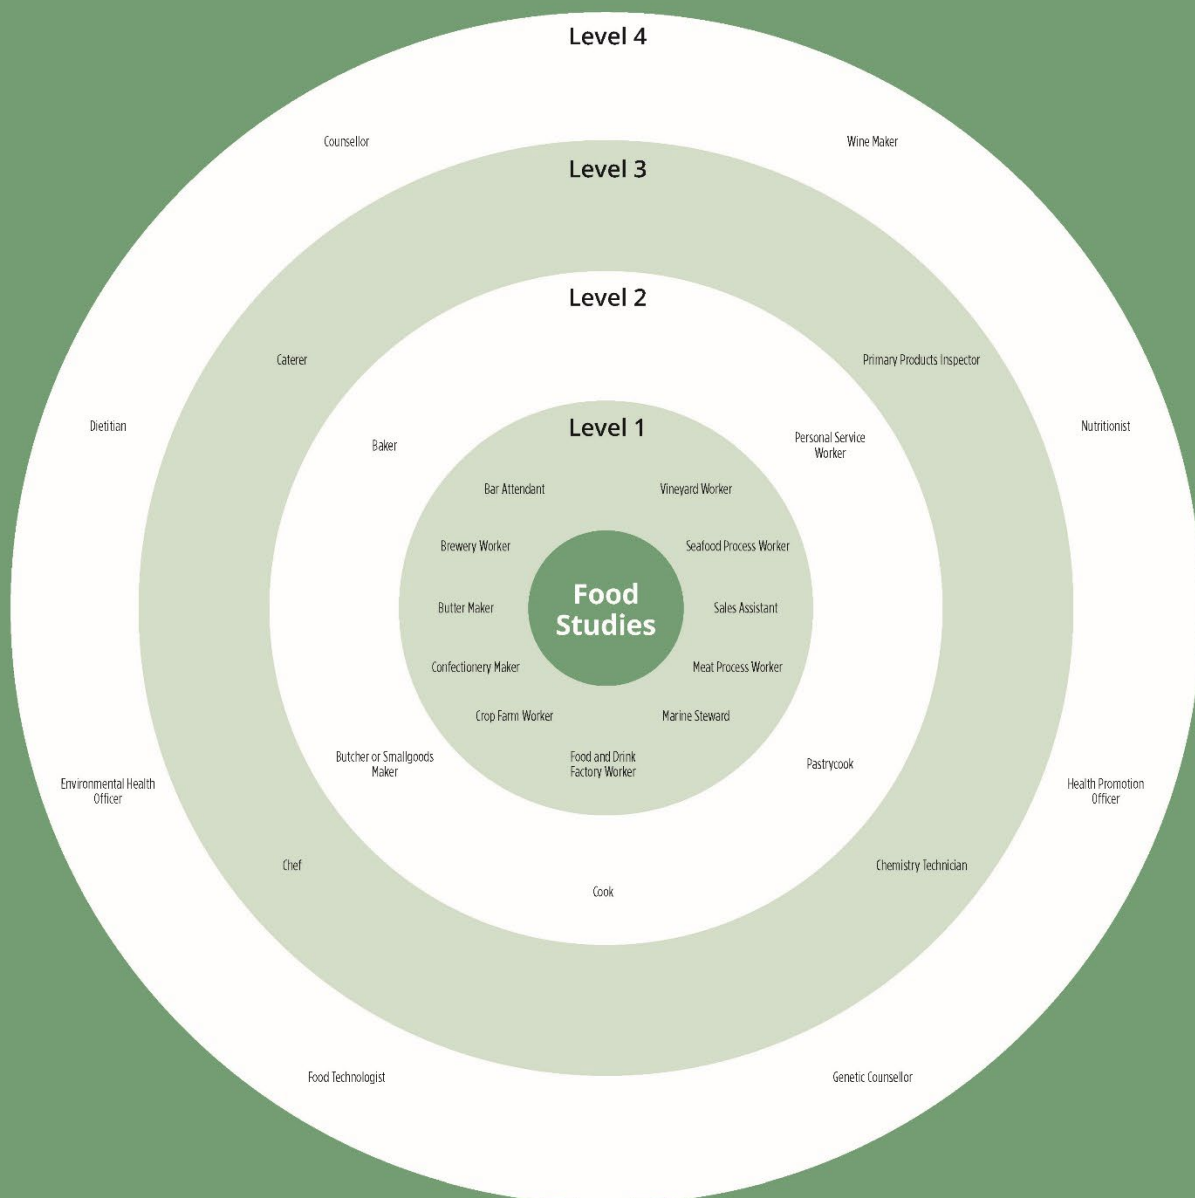 Level 4
Counsellor
Wine Maker
Level 3
Level 2
Caterer
Primary Products Inspector
Dietitian
Nutritionist
Level 1
Baker
Personal Service
Worker
Bar Attendant
Vineyard Worker
Brewery Worker
Seafood Process Worker
Food
Studies
Butter Maker
Sales Assistant
Confectionery Maker
Meat Process Worker
Crop Farm Worker
Marine Steward
Food and Drink
Factory Worker
Butcher or Smallgoods
Maker
Pastrycook
Environmental Health
Officer
Health Promotion
Officer
Chef
Chemistry Technician
Cook
Food Technologist
Genetic Counsellor